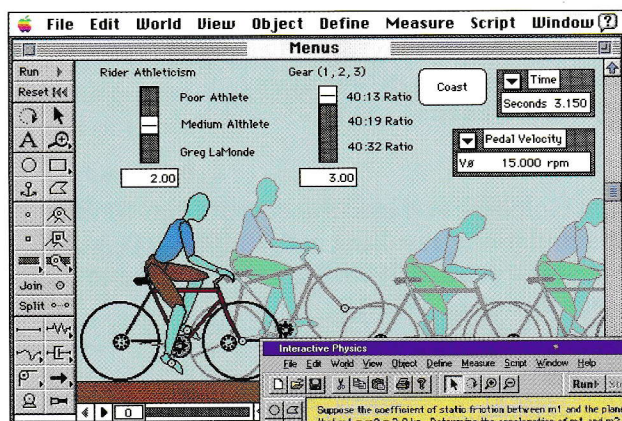 File Edit World View Object Define Measure Script Window ?
Menus
Run
Reset
Rider Athleticism
Gear (1, 2, 3)
Coast
Time
Seconds 3.150
Poor Athlete
40:13 Ratio
Medium Althlete
40:19 Ratio
Pedal Velocity
Greg LaMonde
40:32 Ratio
Vø 15.000 rpm
2.00
3.00
A
Join
Split
0
Interactive Physics
File Edit World View Object Define Measure Script Window Help
Run
Suppose the coefficient of static friction between m1 and the plane